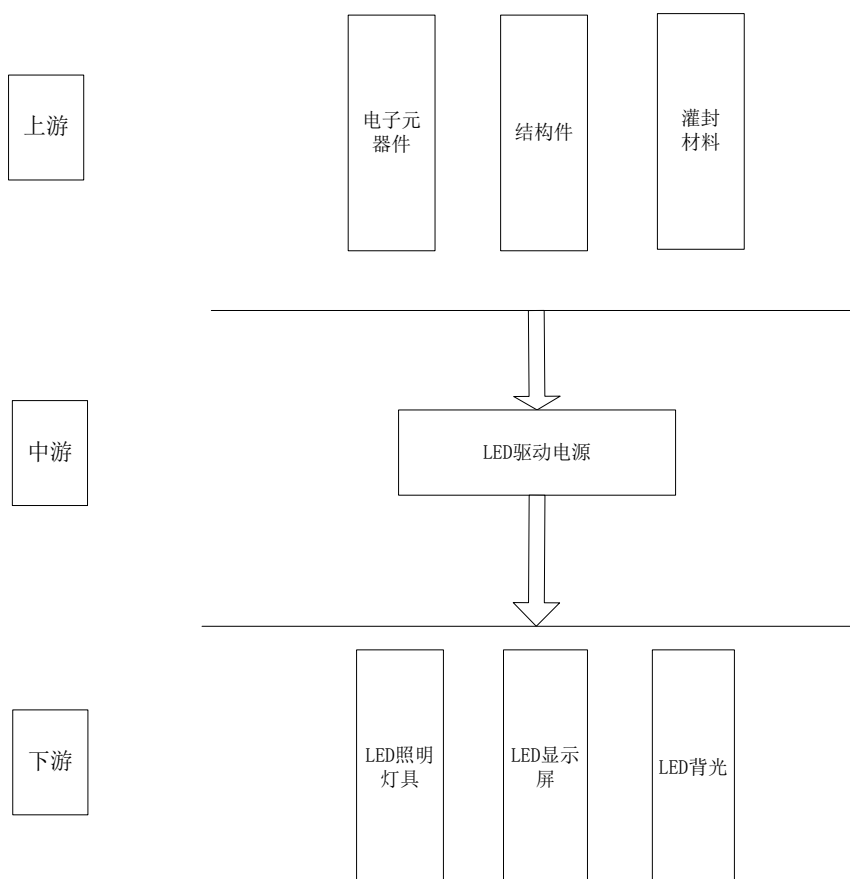 上游
电子元
器件
结构件
灌封
材料
中游
LED驱动电源
下游
LED照明
灯具
LED显示
屏
LED背光